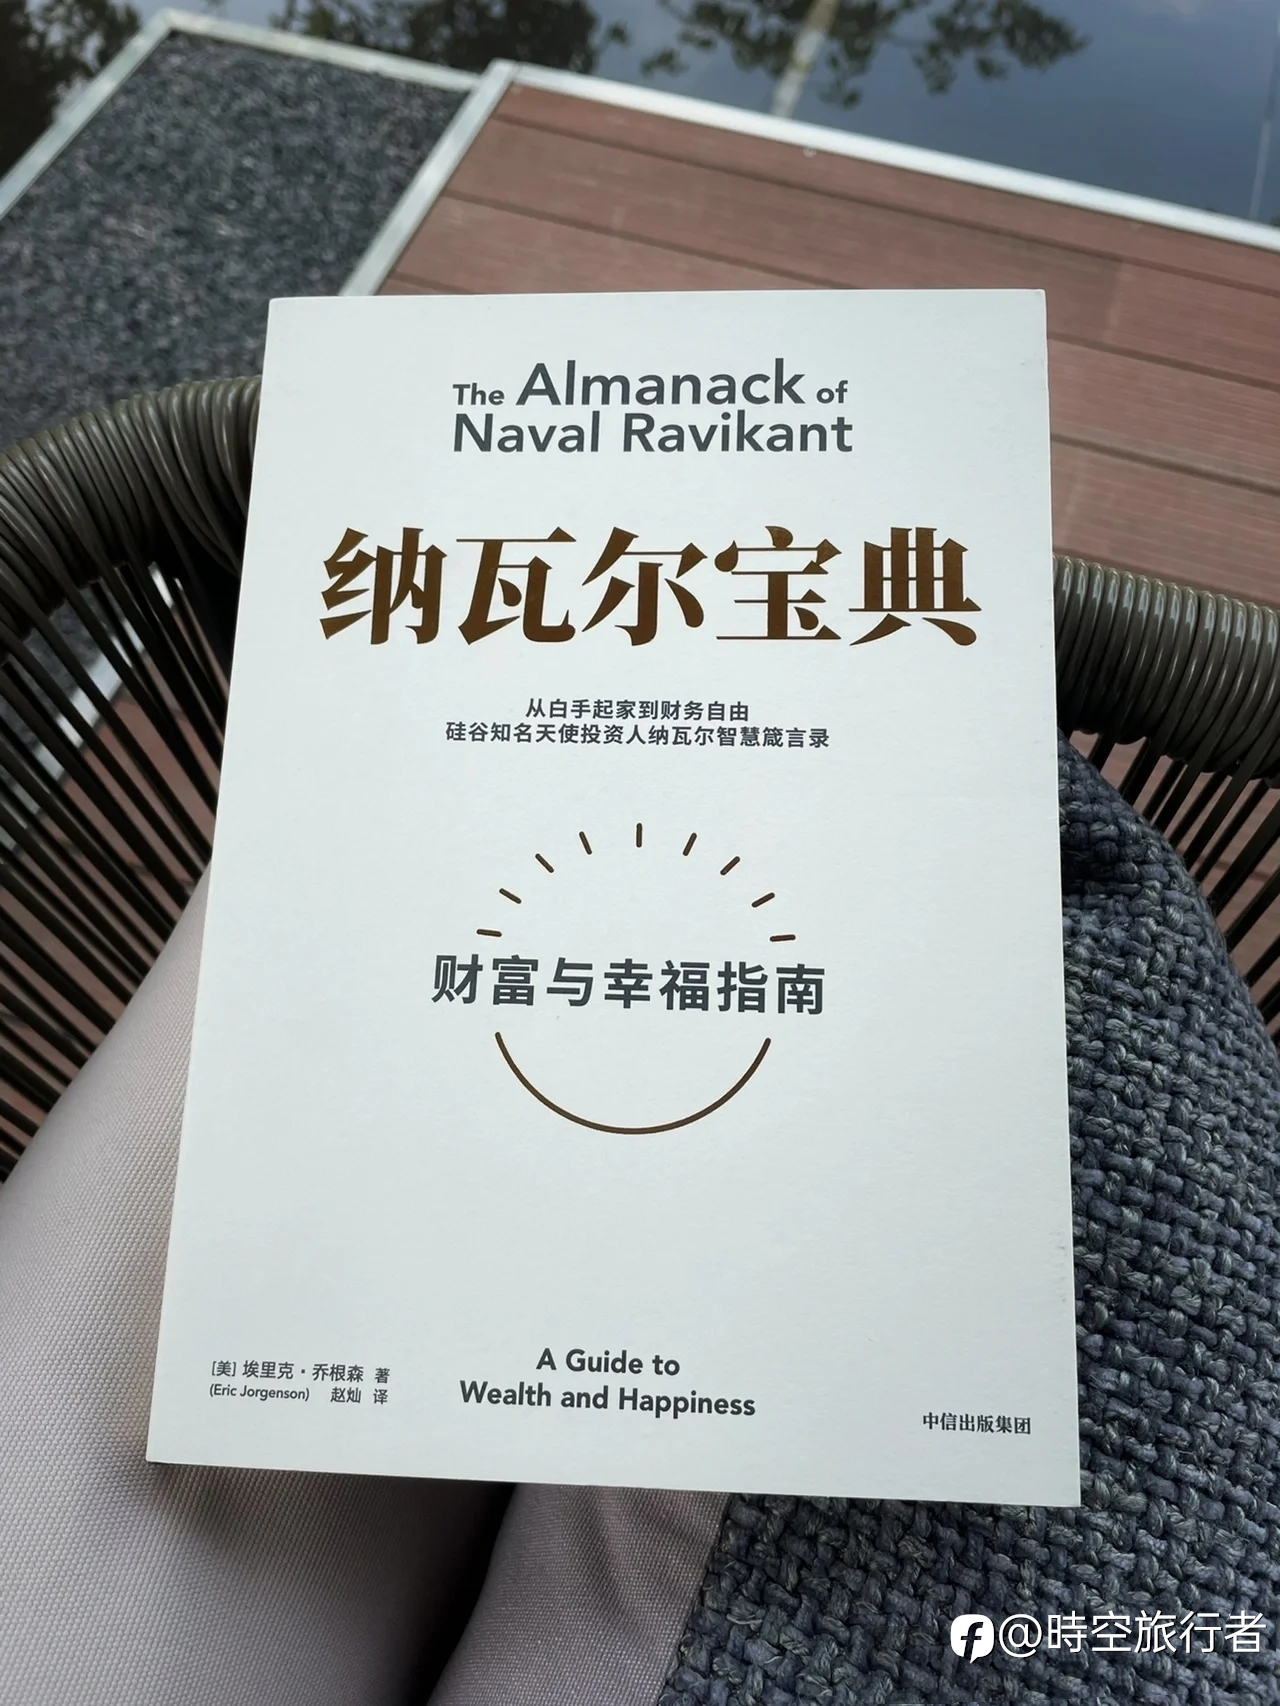 The Almanack of
Naval Ravikant
纳瓦尔宝典
从白手起家到财务自由
硅谷知名天使投资人纳瓦尔智慧箴言录
财富与幸福指南
[美] 埃里克·乔根森 著
(Eric Jorgenson) 赵灿 译
A Guide to
Wealth and Happiness
中信出版集团
@時空旅行者